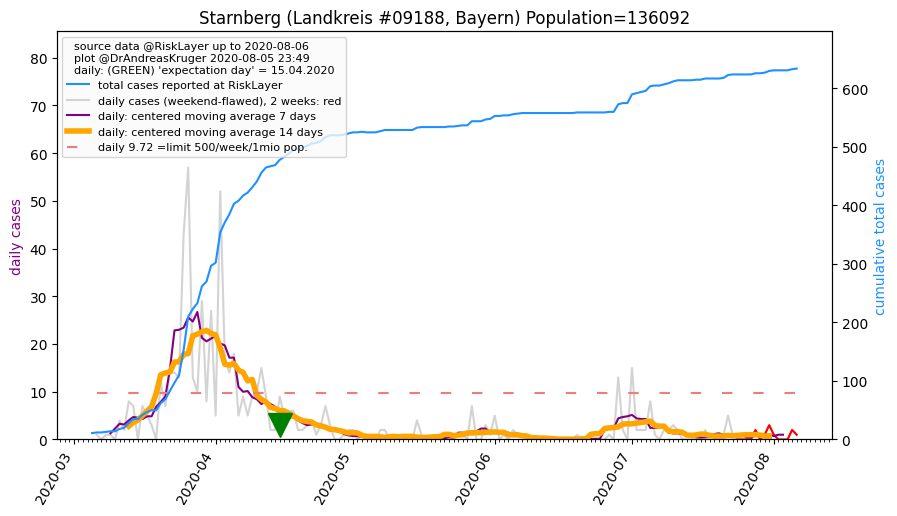 Starnberg (Landkreis #09188, Bayern) Population=136092
source data @RiskLayer up to 2020-08-06
plot @DrAndreasKruger 2020-08-05 23:49
daily: (GREEN) 'expectation day' = 15.04.2020
total cases reported at RiskLayer
daily cases (weekend-flawed), 2 weeks: red
daily: centered moving average 7 days
daily: centered moving average 14 days
daily 9.72 =limit 500/week/1mio pop.
daily cases
80
70
60
50
40
30
20
10
0
cumulative total cases
600
500
400
300
200
100
0
2020-03
2020-04
2020-05
2020-06
2020-07
2020-08